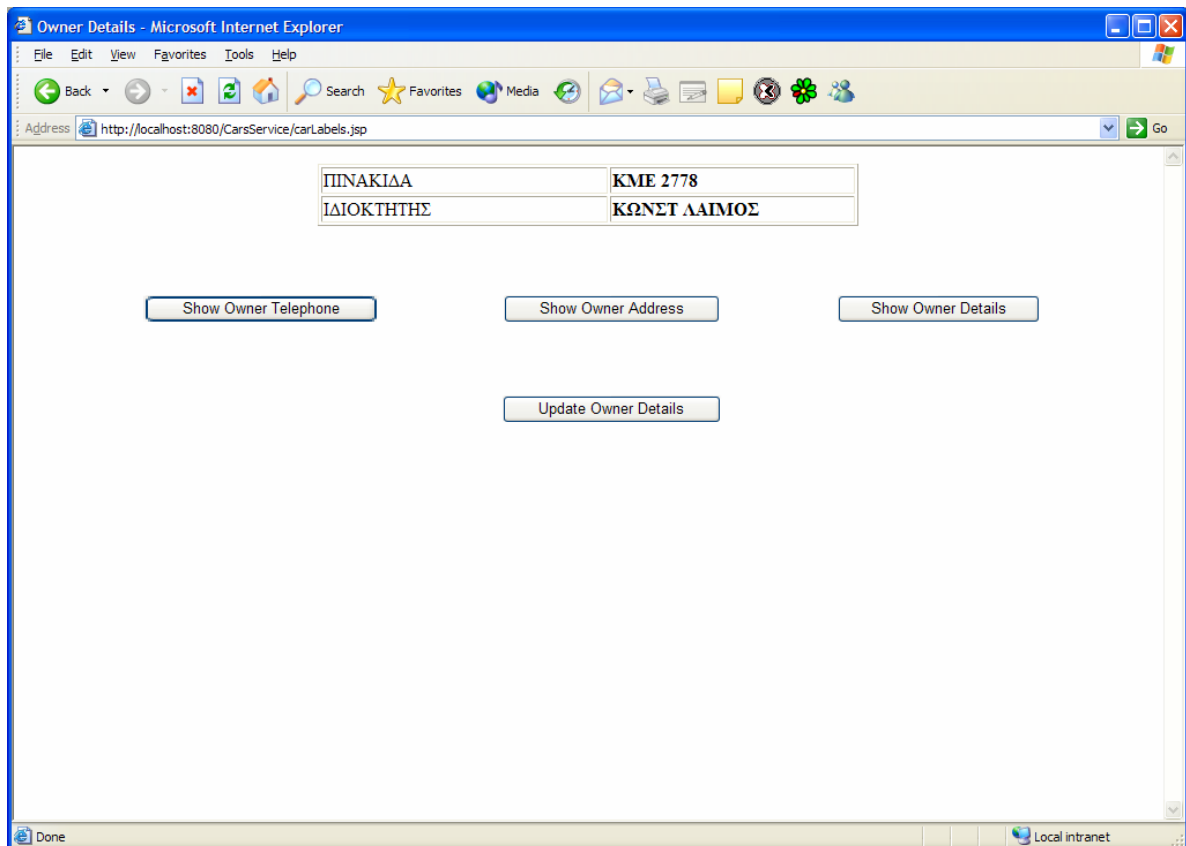 Owner Details - Microsoft Internet Explorer
File Edit View Favorites Tools Help
Back Search Favorites Media
Address http://localhost:8080/CarsService/carLabels.jsp Go
ΠΙΝΑΚΙΔΑ ΚΜΕ 2778
ΙΔΙΟΚΤΗΤΗΣ ΚΩΝΣΤ ΛΑΙΜΟΣ
Show Owner Telephone Show Owner Address Show Owner Details
Update Owner Details
Done Local intranet